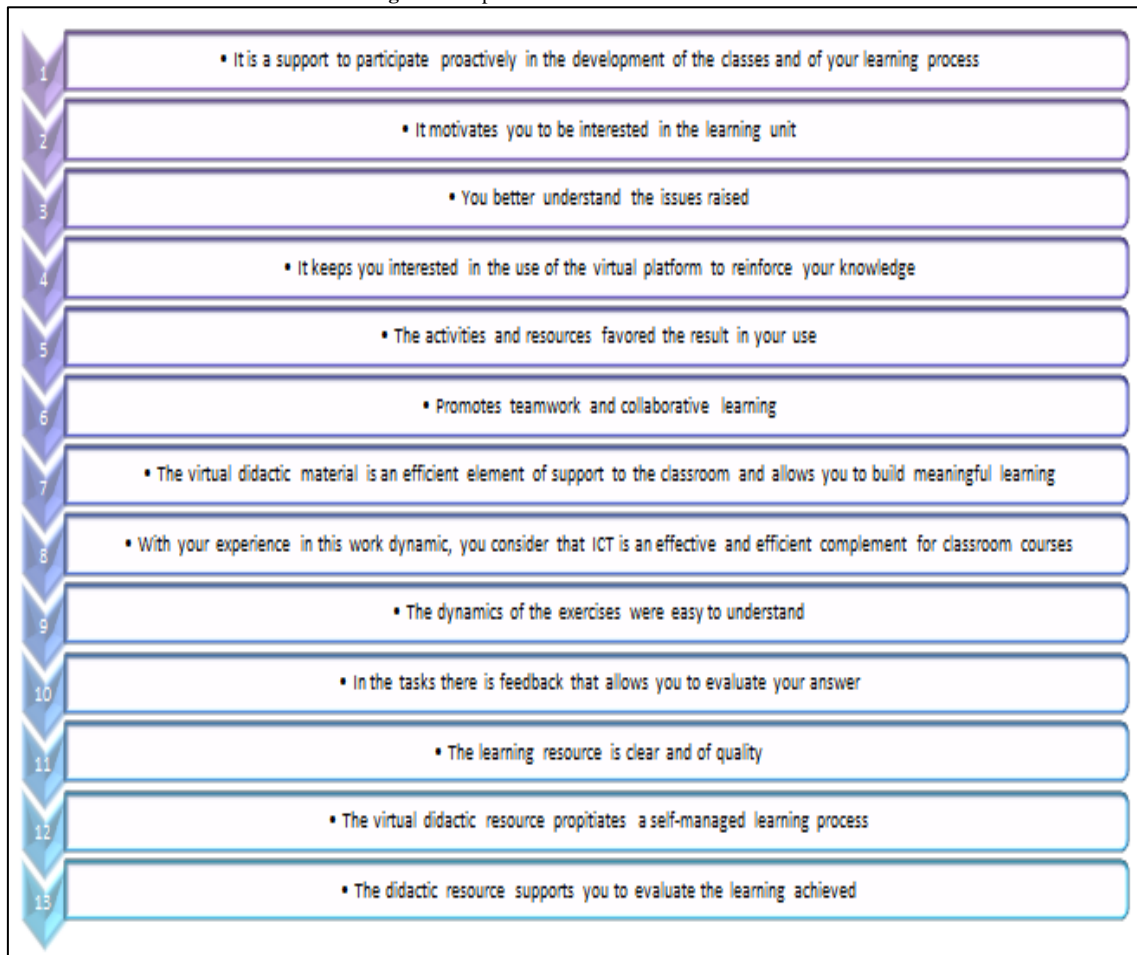 1
• It is a support to participate proactively in the development of the classes and of your learning process
2
• It motivates you to be interested in the learning unit
3
• You better understand the issues raised
4
• It keeps you interested in the use of the virtual platform to reinforce your knowledge
5
• The activities and resources favored the result in your use
6
• Promotes teamwork and collaborative learning
7
• The virtual didactic material is an efficient element of support to the classroom and allows you to build meaningful learning
8
• With your experience in this work dynamic, you consider that ICT is an effective and efficient complement for classroom courses
9
• The dynamics of the exercises were easy to understand
10
• In the tasks there is feedback that allows you to evaluate your answer
11
• The learning resource is clear and of quality
12
• The virtual didactic resource propitiates a self-managed learning process
13
• The didactic resource supports you to evaluate the learning achieved